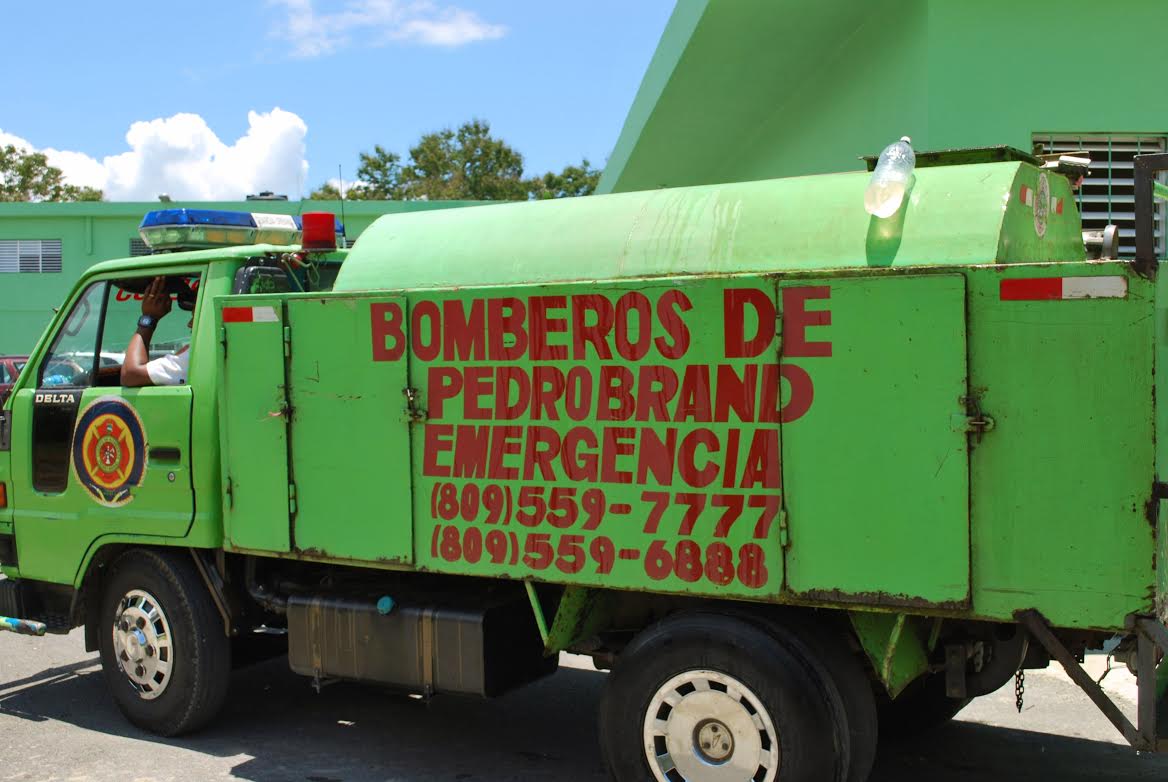 BOMBEROS DE
PEDRO BRAND
EMERGENCIA
(809)559-7777
(809)559-6888
DELTA